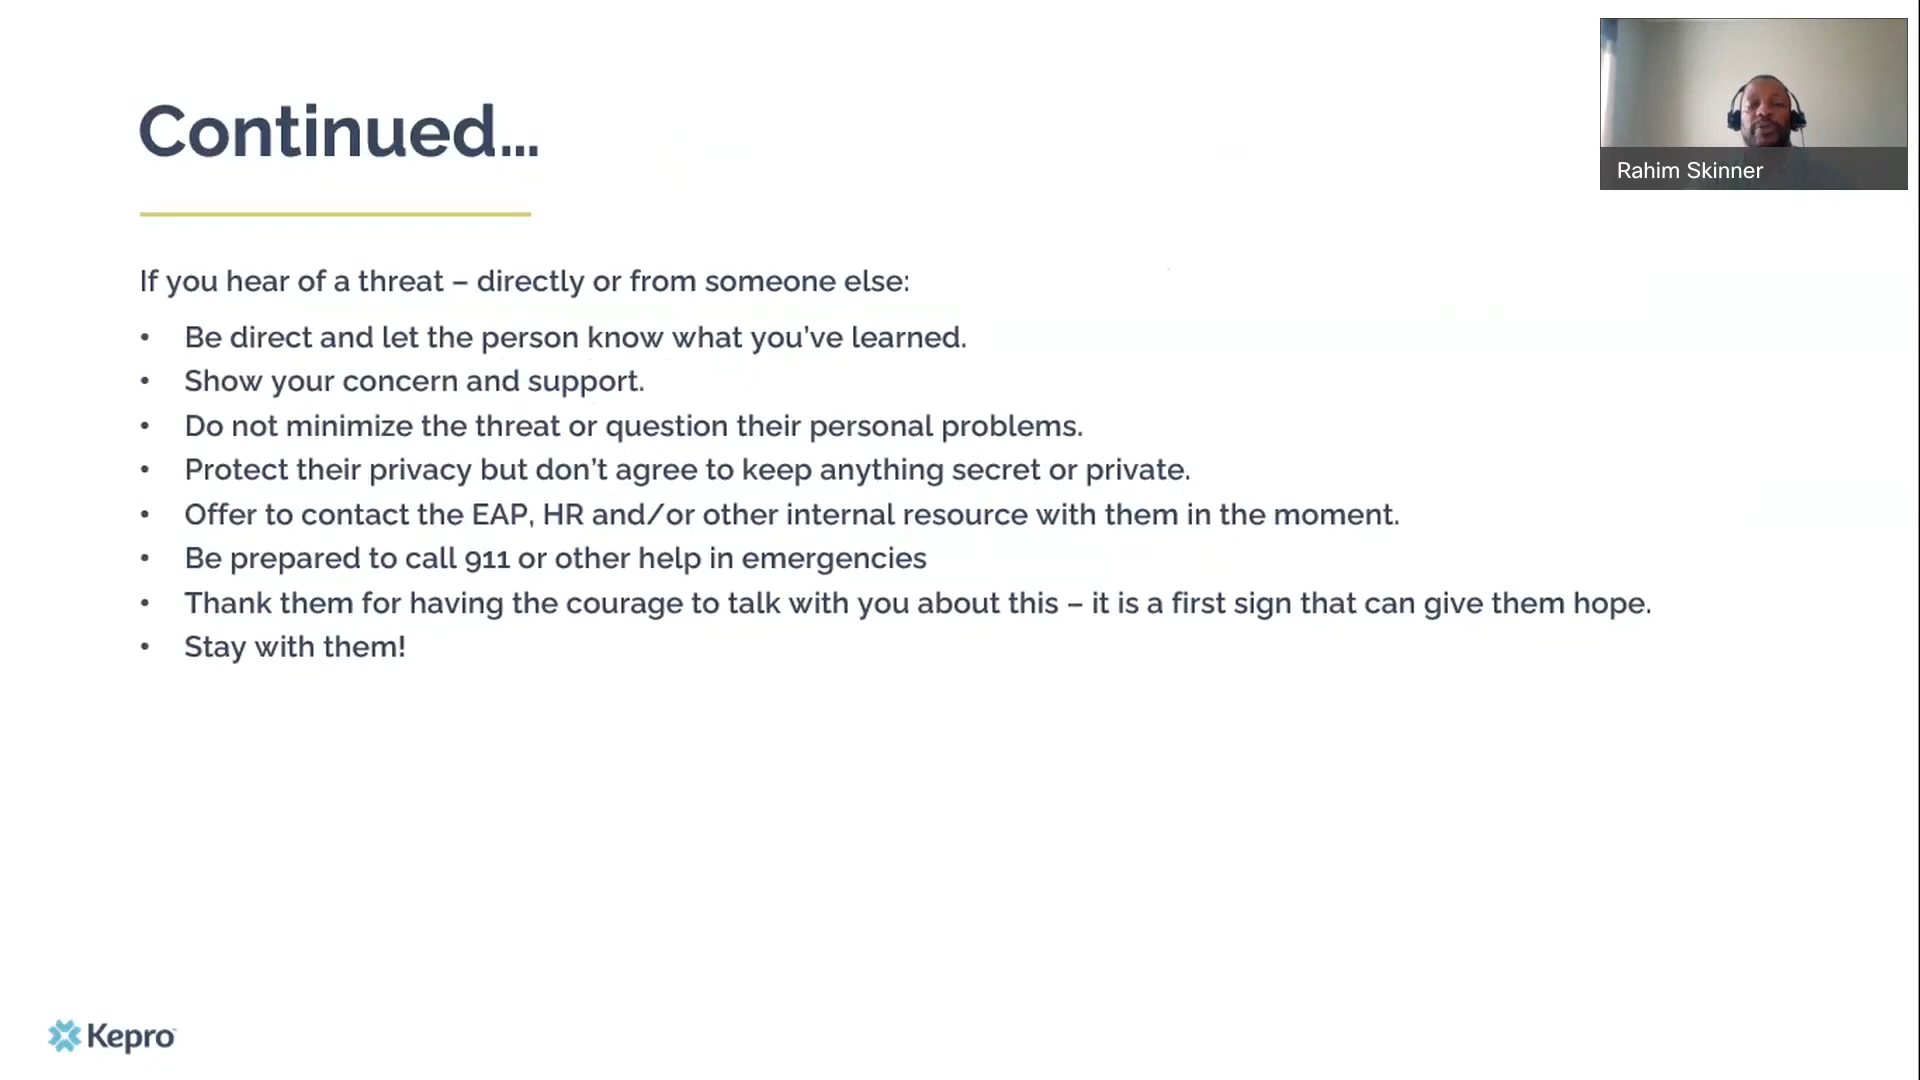 Continued...
Rahim Skinner
If you hear of a threat – directly or from someone else:
• Be direct and let the person know what you've learned.
• Show your concern and support.
• Do not minimize the threat or question their personal problems.
• Protect their privacy but don't agree to keep anything secret or private.
• Offer to contact the EAP, HR and/or other internal resource with them in the moment.
• Be prepared to call 911 or other help in emergencies
• Thank them for having the courage to talk with you about this – it is a first sign that can give them hope.
• Stay with them!
Kepro